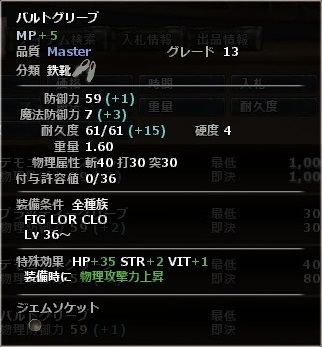 バルトグリーブ
MP+5
品質 Master グレード 13
分類 鉄靴
防御力 59 (+1)
魔法防御力 7 (+3)
耐久度 61/61 (+15) 硬度 4
重量 1.60
物理属性 斬40 打30 突30
付与許容値 0/36
装備条件 全種族
FIG LOR CLO
Lv 36～
特殊効果 HP+35 STR+2 VIT+1
装備時に 物理攻撃力上昇
ジェムソケット